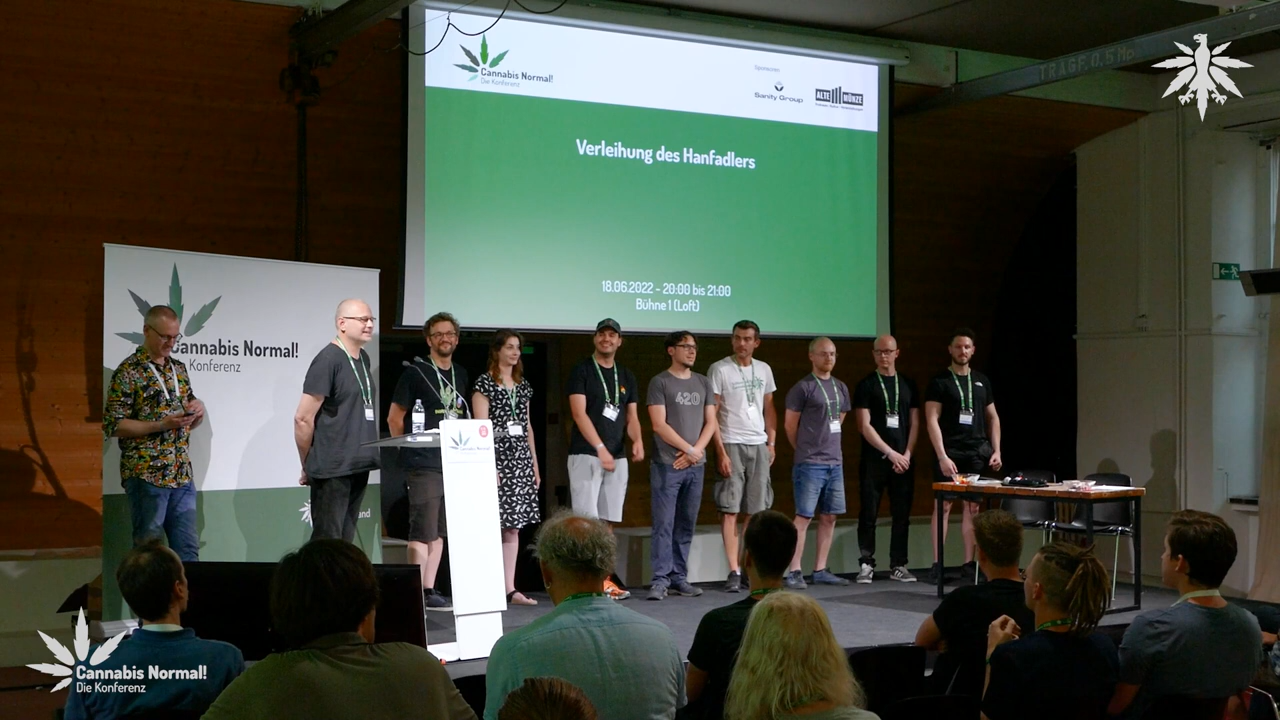 Cannabis Normal!
Die Konferenz
Sponsoren:
Sanity Group
ALTE MÜNZE
Verleihung des Hanfadlers
18.06.2022 - 20:00 bis 21:00
Bühne 1 (Loft)
TRAGF. 0,5 Mp
Cannabis Normal!
Konferenz
420
Cannabis Normal!
Die Konferenz